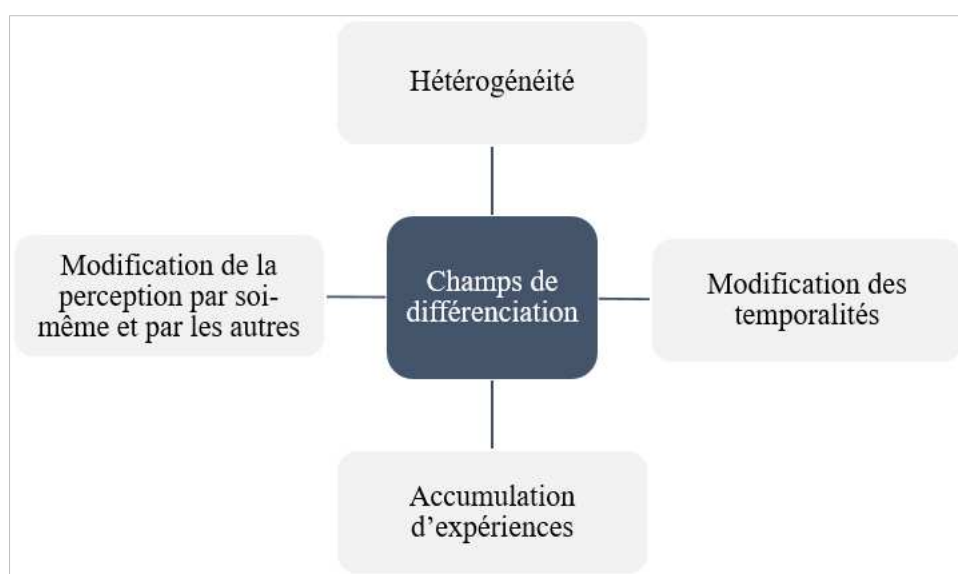 Hétérogénéité
Modification de la
perception par soi-
même et par les autres
Champs de
différenciation
Modification des
temporalités
Accumulation
d’expériences